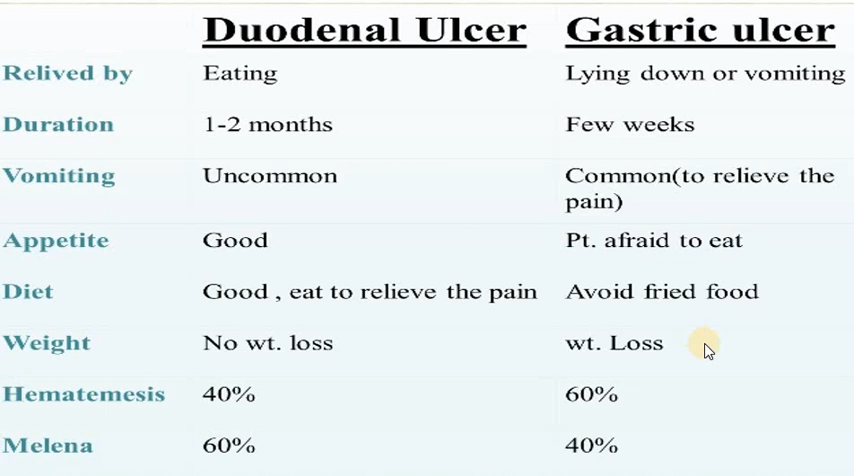 Duodenal Ulcer Gastric ulcer
Relived by Eating Lying down or vomiting
Duration 1-2 months Few weeks
Vomiting Uncommon Common(to relieve the
pain)
Appetite Good Pt. afraid to eat
Diet Good , eat to relieve the pain Avoid fried food
Weight No wt. loss wt. Loss
Hematemesis 40% 60%
Melena 60% 40%